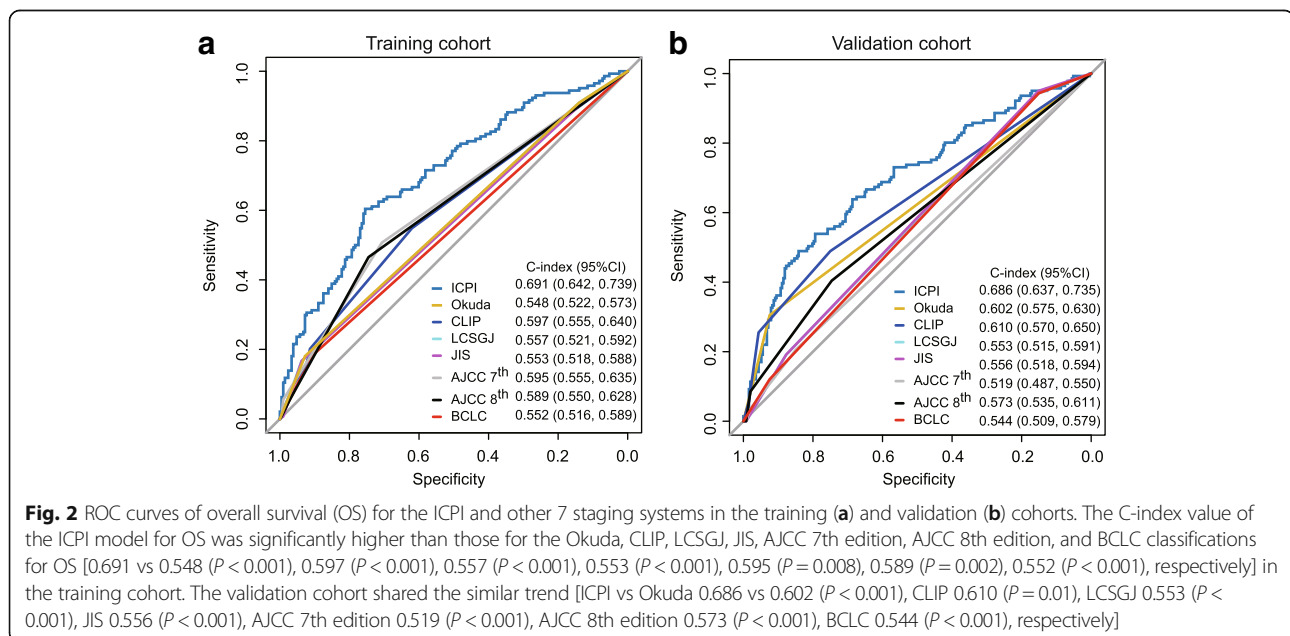 a
Training cohort
Sensitivity
1.0
0.8
0.6
0.4
0.2
0.0
C-index (95%CI)
ICPI 0.691 (0.642, 0.739)
Okuda 0.548 (0.522, 0.573)
CLIP 0.597 (0.555, 0.640)
LCSGJ 0.557 (0.521, 0.592)
JIS 0.553 (0.518, 0.588)
AJCC 7th 0.595 (0.555, 0.635)
AJCC 8th 0.589 (0.550, 0.628)
BCLC 0.552 (0.516, 0.589)
1.0 0.8 0.6 0.4 0.2 0.0
Specificity
b
Validation cohort
Sensitivity
1.0
0.8
0.6
0.4
0.2
0.0
C-index (95%CI)
ICPI 0.686 (0.637, 0.735)
Okuda 0.602 (0.575, 0.630)
CLIP 0.610 (0.570, 0.650)
LCSGJ 0.553 (0.515, 0.591)
JIS 0.556 (0.518, 0.594)
AJCC 7th 0.519 (0.487, 0.550)
AJCC 8th 0.573 (0.535, 0.611)
BCLC 0.544 (0.509, 0.579)
1.0 0.8 0.6 0.4 0.2 0.0
Specificity
Fig. 2 ROC curves of overall survival (OS) for the ICPI and other 7 staging systems in the training (a) and validation (b) cohorts. The C-index value of
the ICPI model for OS was significantly higher than those for the Okuda, CLIP, LCSGJ, JIS, AJCC 7th edition, AJCC 8th edition, and BCLC classifications
for OS [0.691 vs 0.548 (P < 0.001), 0.597 (P < 0.001), 0.557 (P < 0.001), 0.553 (P < 0.001), 0.595 (P = 0.008), 0.589 (P = 0.002), 0.552 (P < 0.001), respectively] in
the training cohort. The validation cohort shared the similar trend [ICPI vs Okuda 0.686 vs 0.602 (P < 0.001), CLIP 0.610 (P = 0.01), LCSGJ 0.553 (P <
0.001), JIS 0.556 (P < 0.001), AJCC 7th edition 0.519 (P < 0.001), AJCC 8th edition 0.573 (P < 0.001), BCLC 0.544 (P < 0.001), respectively]